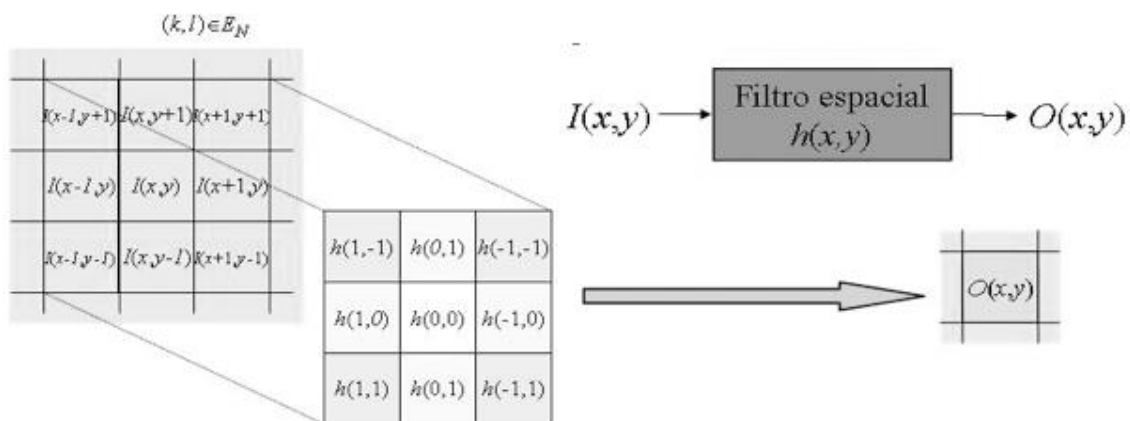 (k,l)∈E_N
I(x-1,y+1) I(x,y+1) I(x+1,y+1)
I(x-1,y) I(x,y) I(x+1,y)
I(x-1,y-1) I(x,y-1) I(x+1,y-1)
h(1,-1) h(0,1) h(-1,-1)
h(1,0) h(0,0) h(-1,0)
h(1,1) h(0,1) h(-1,1)
I(x,y) Filtro espacial O(x,y)
h(x,y)
O(x,y)